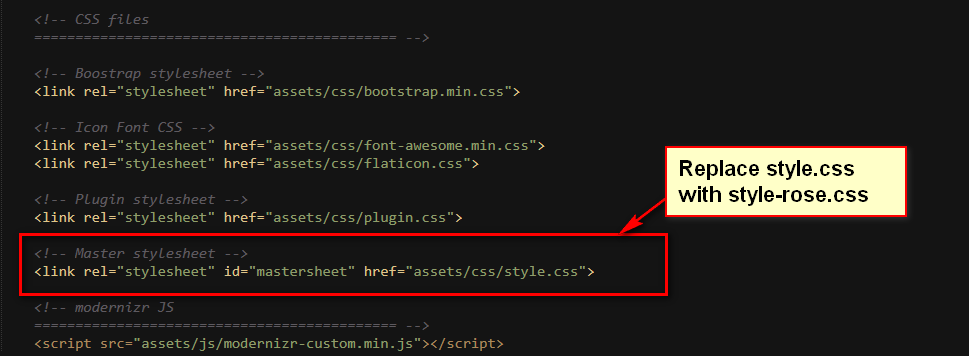 <!-- CSS files
============================================ -->
<!-- Boostrap stylesheet -->
<link rel="stylesheet" href="assets/css/bootstrap.min.css">
<!-- Icon Font CSS -->
<link rel="stylesheet" href="assets/css/font-awesome.min.css">
<link rel="stylesheet" href="assets/css/flaticon.css">
<!-- Plugin stylesheet -->
<link rel="stylesheet" href="assets/css/plugin.css">
<!-- Master stylesheet -->
<link rel="stylesheet" id="mastersheet" href="assets/css/style.css">
<!-- modernizr JS
============================================ -->
<script src="assets/js/modernizr-custom.min.js"></script>
Replace style.css
with style-rose.css